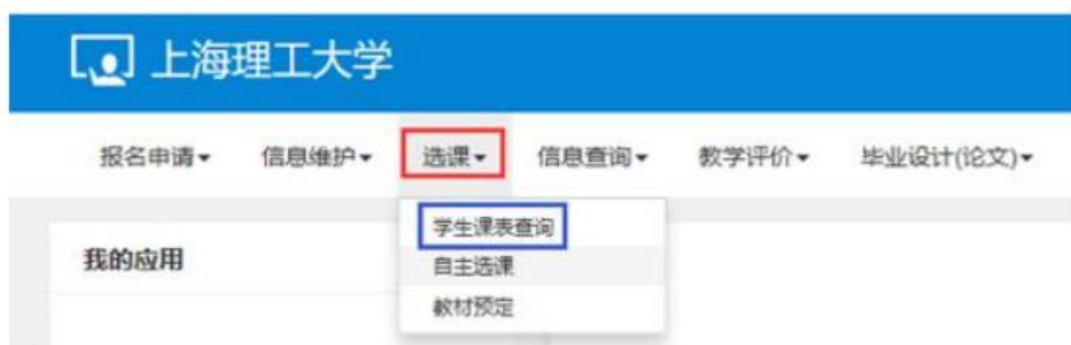 上海理工大学
报名申请 信息维护 选课 信息查询 教学评价 毕业设计(论文)
学生课表查询
我的应用
自主选课
教材预定